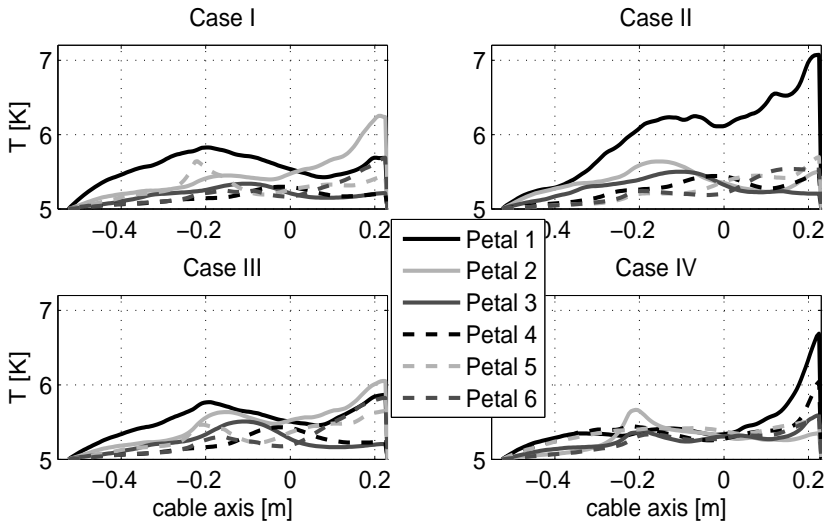 Case I
Case II
T [K]
7
6
5
−0.4
−0.2
0
0.2
7
6
5
−0.4
−0.2
0
0.2
Petal 1
Petal 2
Petal 3
Petal 4
Petal 5
Petal 6
Case III
Case IV
T [K]
7
6
5
−0.4
−0.2
0
0.2
cable axis [m]
7
6
5
−0.4
−0.2
0
0.2
cable axis [m]